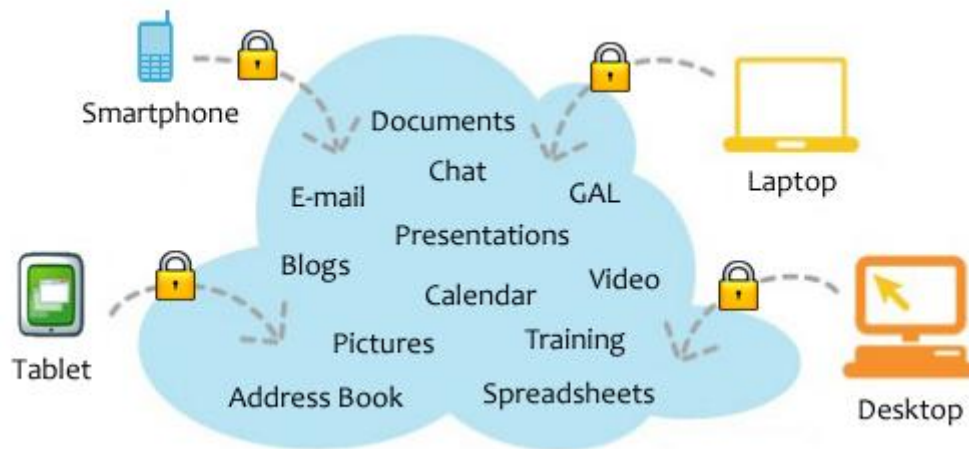 Smartphone
Documents
Chat
Laptop
E-mail
GAL
Presentations
Blogs
Video
Calendar
Tablet
Pictures
Training
Address Book
Spreadsheets
Desktop